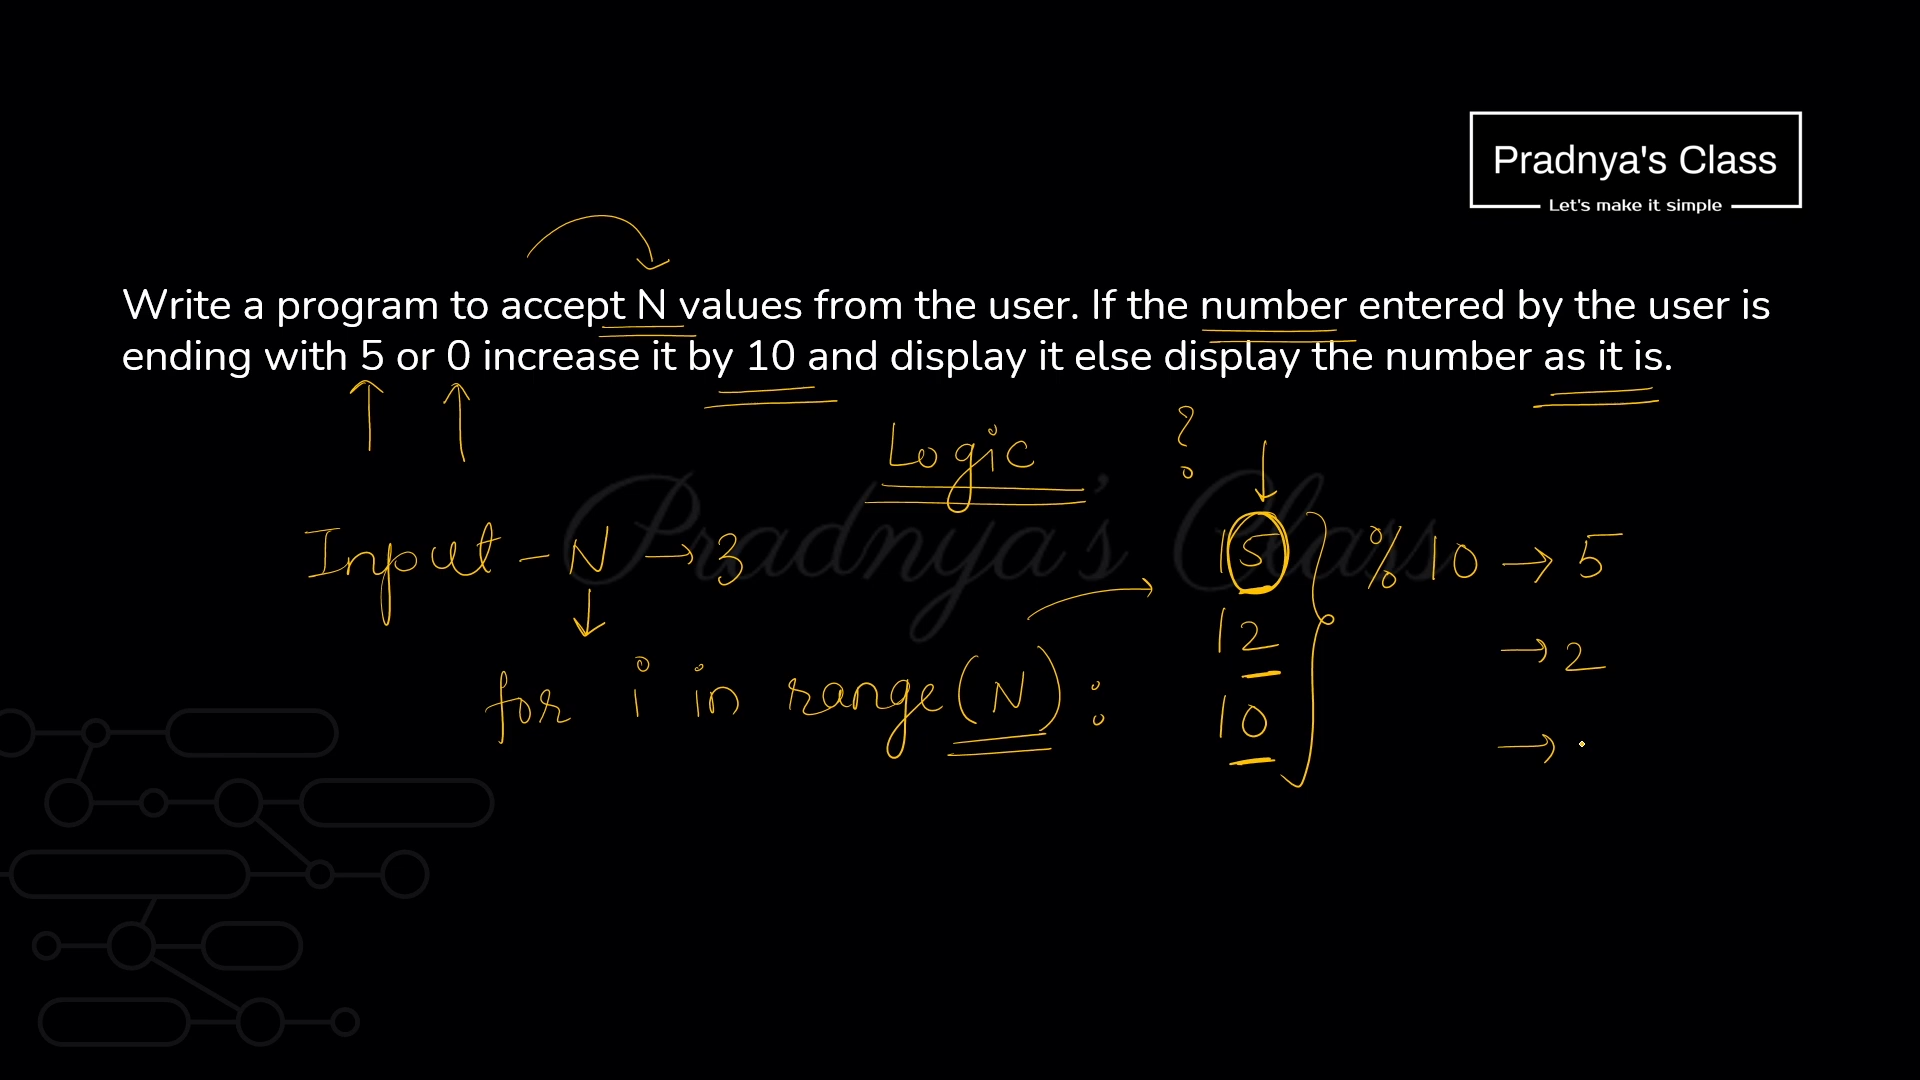 Pradnya's Class
Let's make it simple
Write a program to accept N values from the user. If the number entered by the user is
ending with 5 or 0 increase it by 10 and display it else display the number as it is.
Logic
?
Input - N → 3
15 % 10 → 5
12 → 2
for i in range(N):
10 →
Pradnya's Class